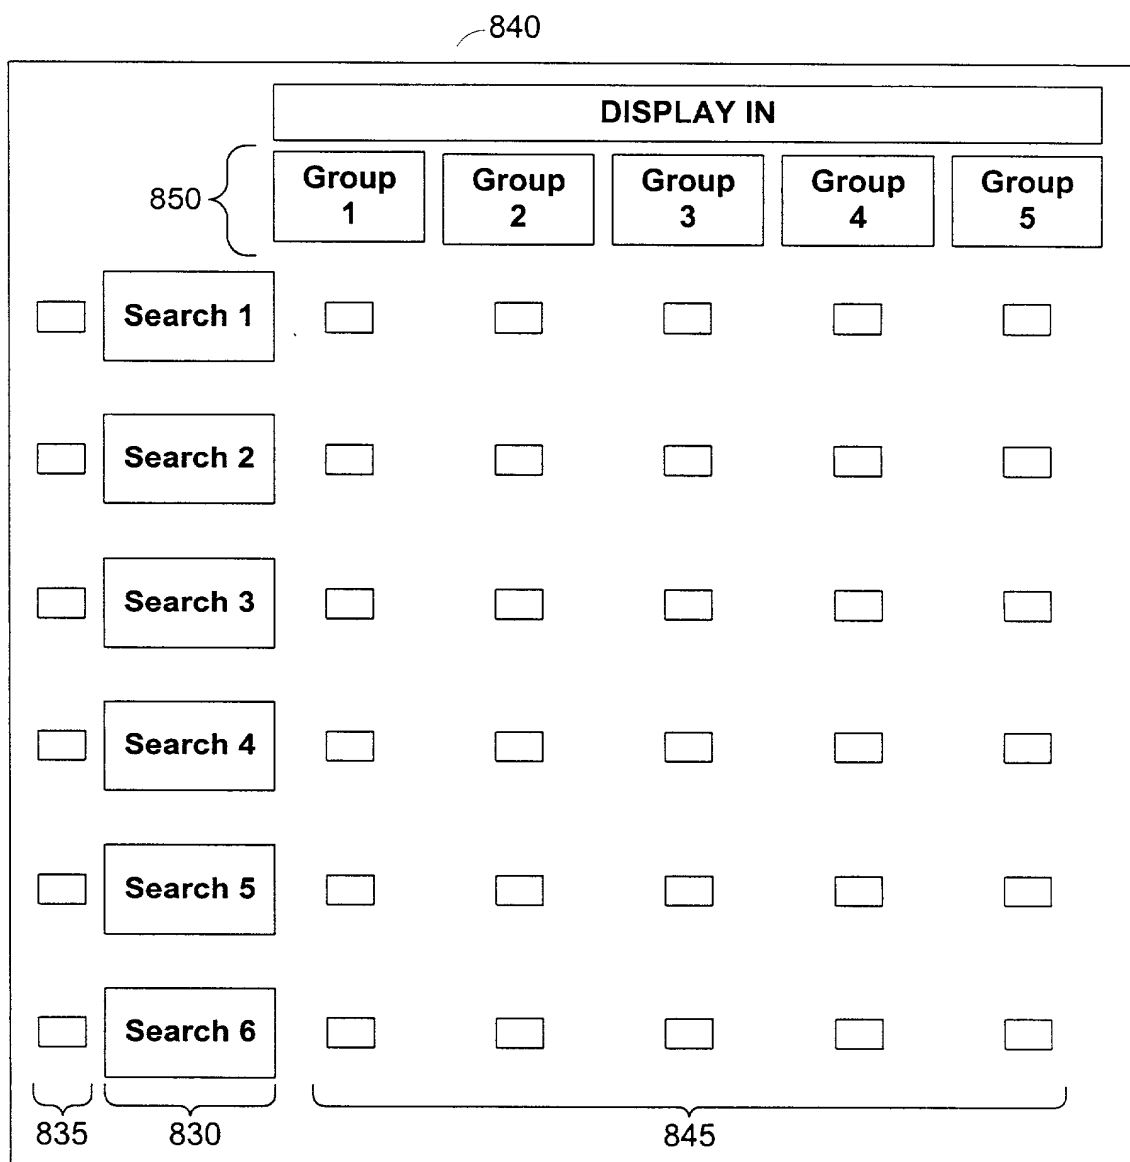 840
DISPLAY IN
850
Group 1
Group 2
Group 3
Group 4
Group 5
Search 1
Search 2
Search 3
Search 4
Search 5
Search 6
835
830
845